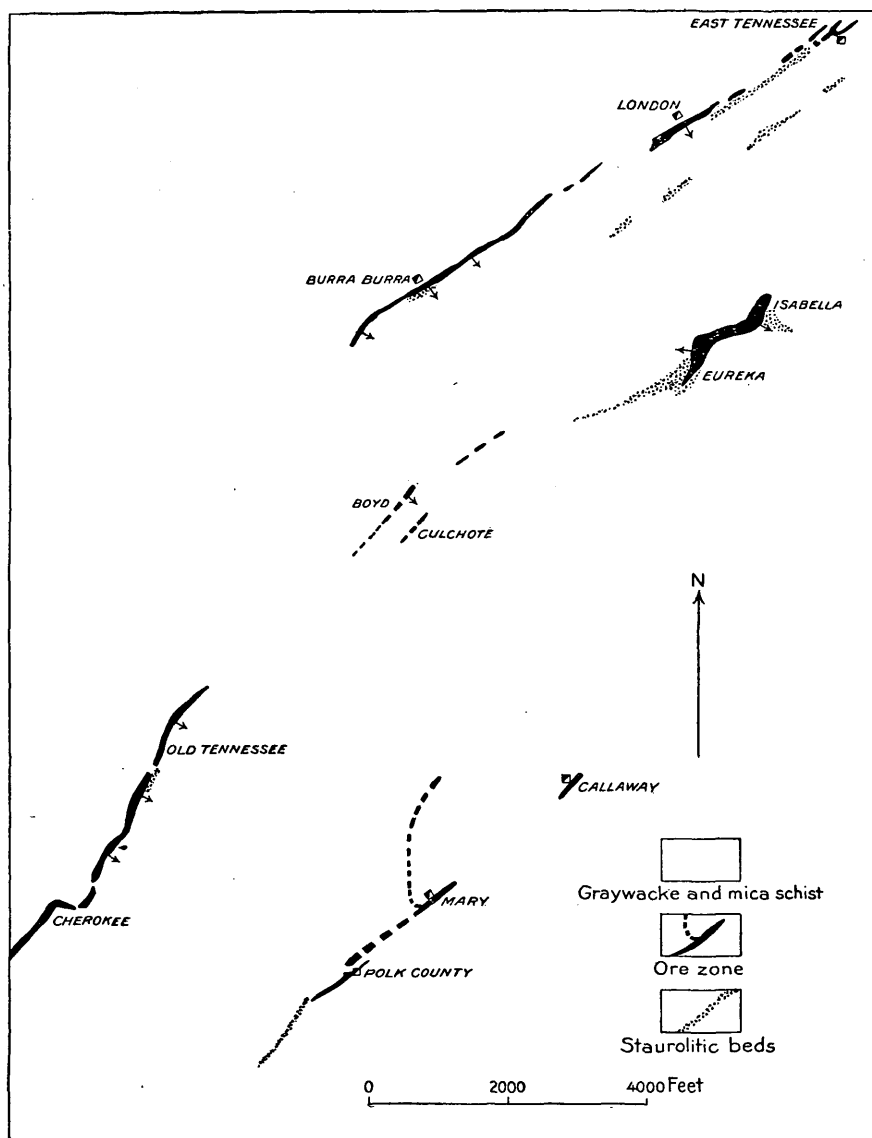 EAST TENNESSEE
LONDON
BURRA BURRA
ISABELLA
EUREKA
BOYD
CULCHOTE
N
OLD TENNESSEE
CALLAWAY
CHEROKEE
MARY
POLK COUNTY
Graywacke and mica schist
Ore zone
Staurolitic beds
0 2000 4000 Feet